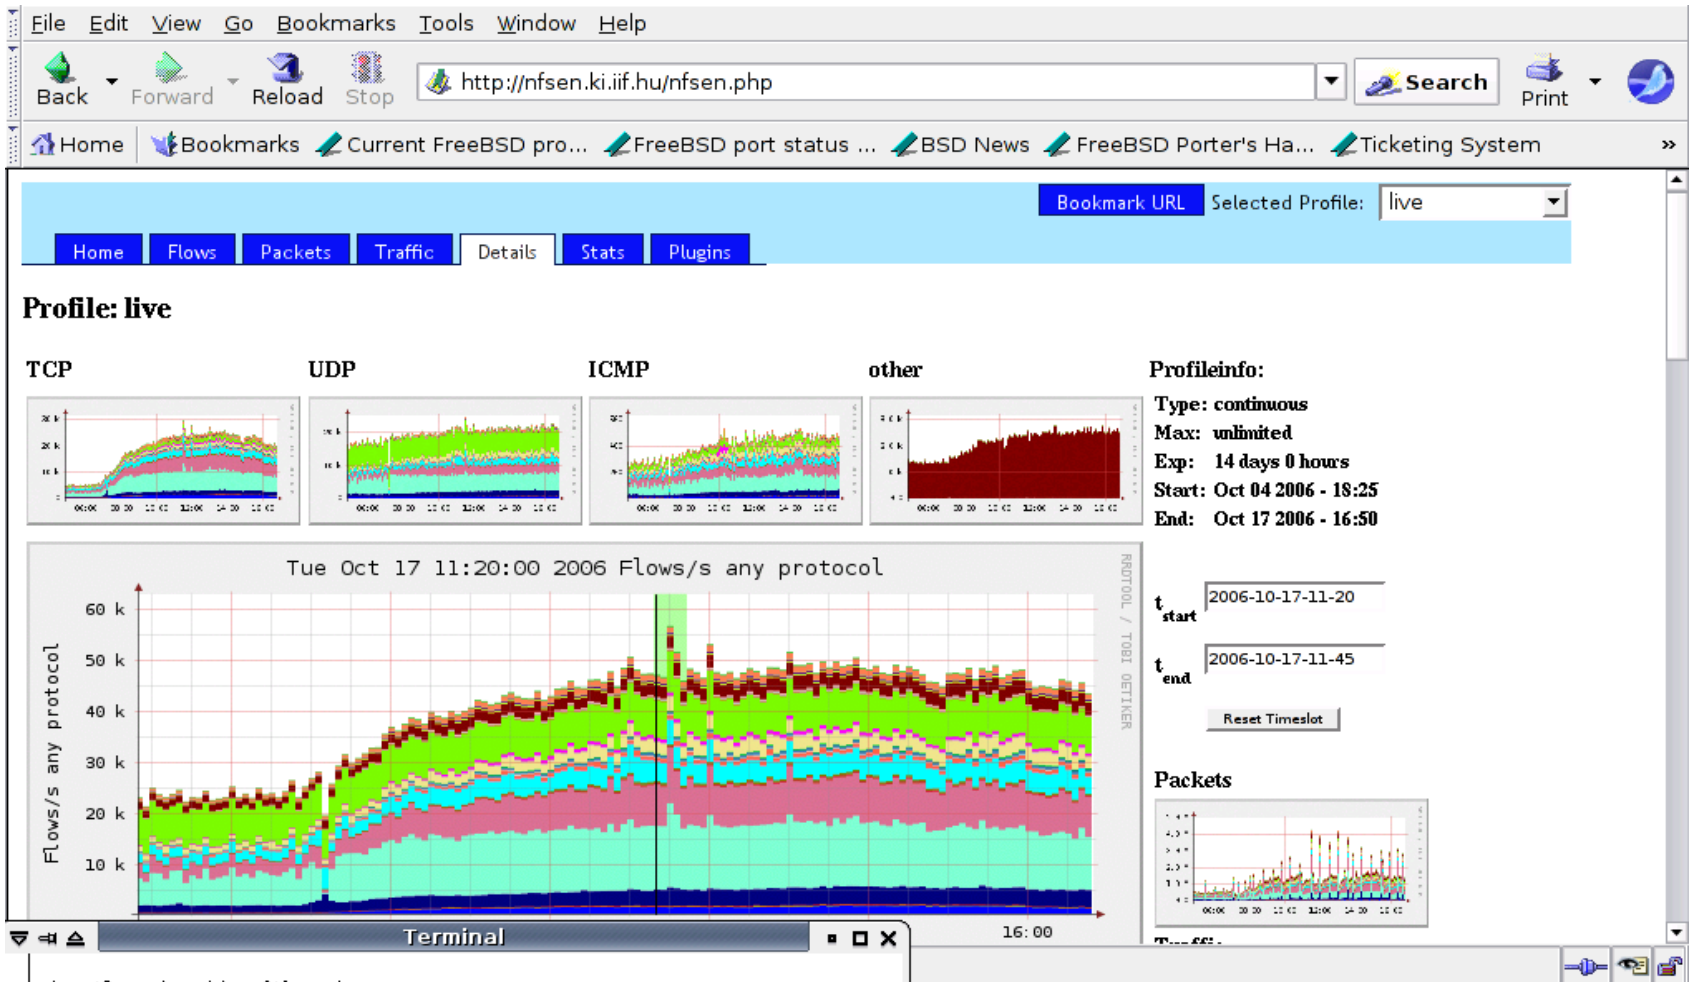 File Edit View Go Bookmarks Tools Window Help
Back Forward Reload Stop http://nfsen.ki.iif.hu/nfsen.php Search Print
Home Bookmarks Current FreeBSD pro... FreeBSD port status ... BSD News FreeBSD Porter's Ha... Ticketing System »
Bookmark URL Selected Profile: live
Home Flows Packets Traffic Details Stats Plugins
Profile: live
TCP UDP ICMP other Profileinfo:
Type: continuous
Max: unlimited
Exp: 14 days 0 hours
Start: Oct 04 2006 - 18:25
End: Oct 17 2006 - 16:50
Tue Oct 17 11:20:00 2006 Flows/s any protocol
RRDTOOL / TOBI OETIKER
Flows/s any protocol
60 k
50 k
40 k
30 k
20 k
10 k
16:00
tstart 2006-10-17-11-20
tend 2006-10-17-11-45
Reset Timeslot
Packets
Terminal